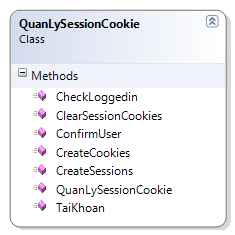 QuanLySessionCookie
Class
Methods
CheckLoggedin
ClearSessionCookies
ConfirmUser
CreateCookies
CreateSessions
QuanLySessionCookie
TaiKhoan